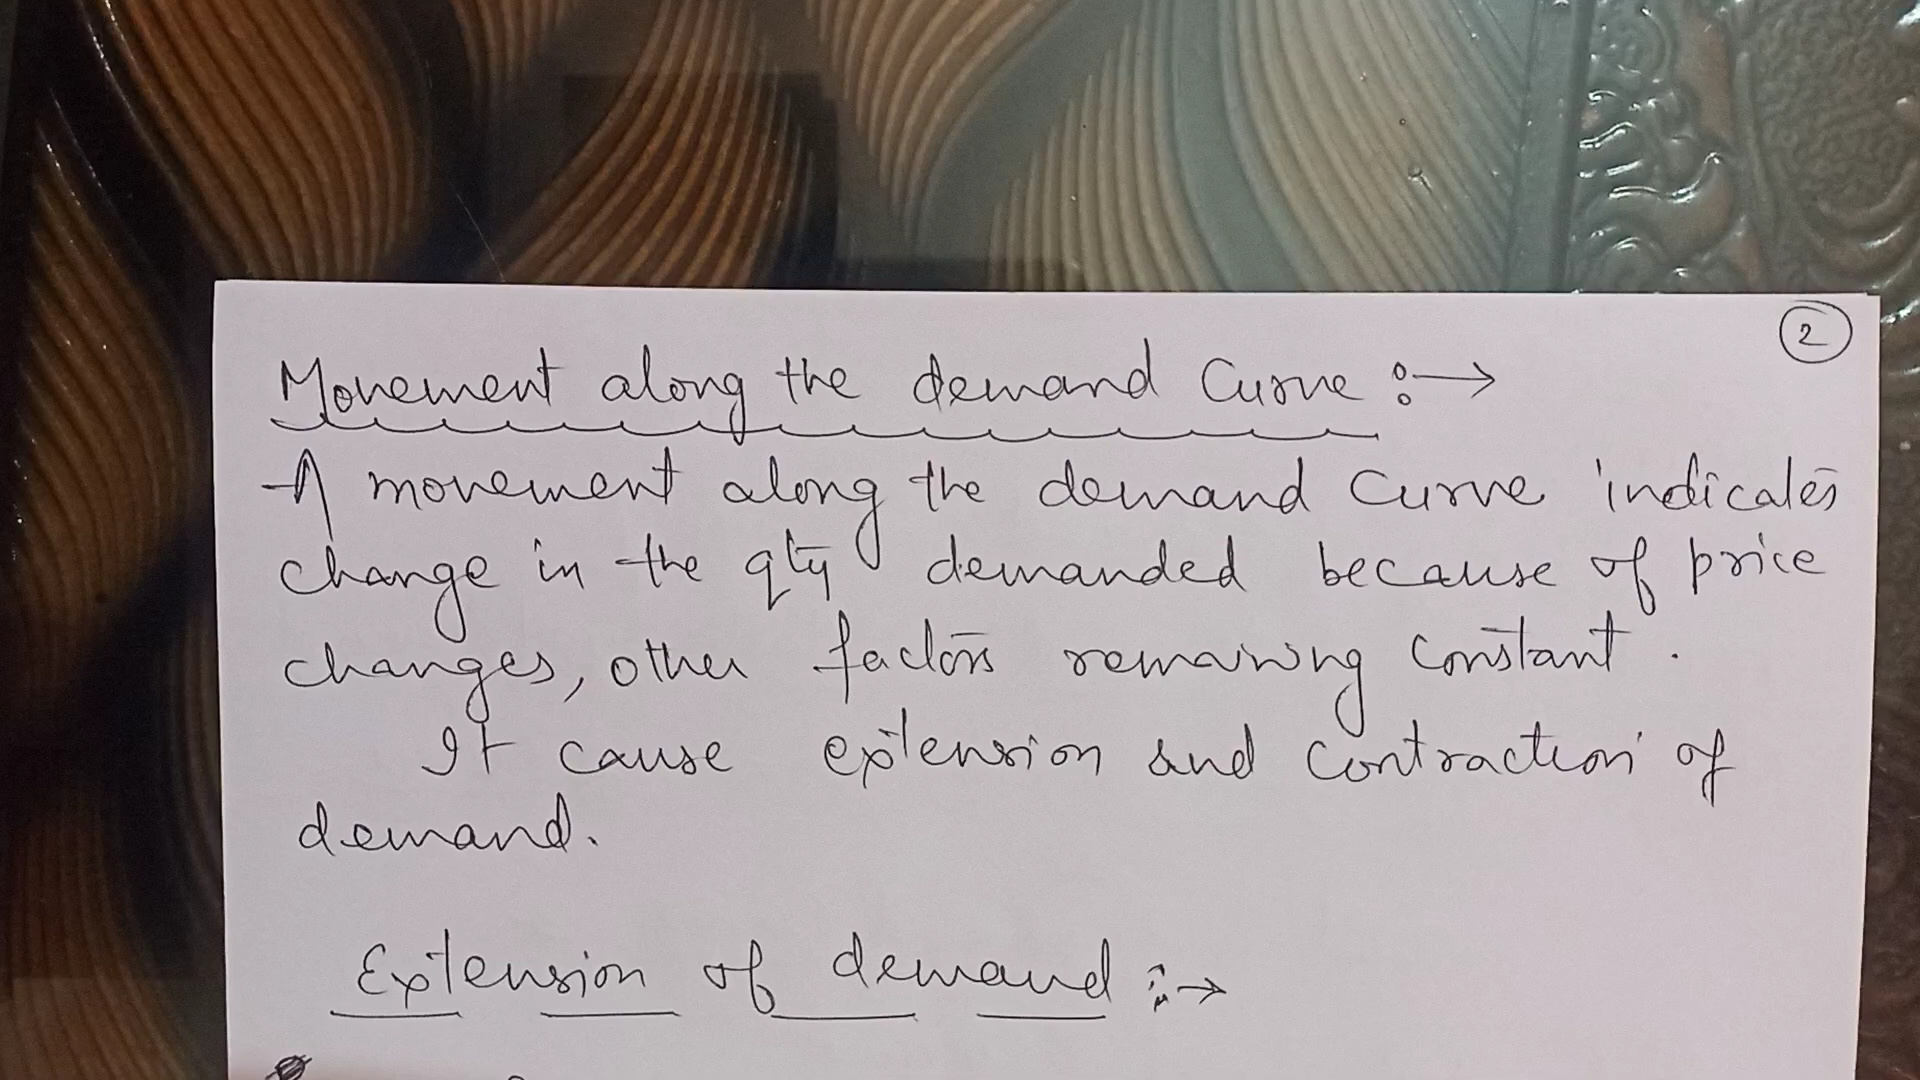 2
Movement along the demand Curve :→
A movement along the demand curve indicates
change in the qty demanded because of price
changes, other factors remaining constant.
It cause extension and contraction of
demand.
Extension of demand :→